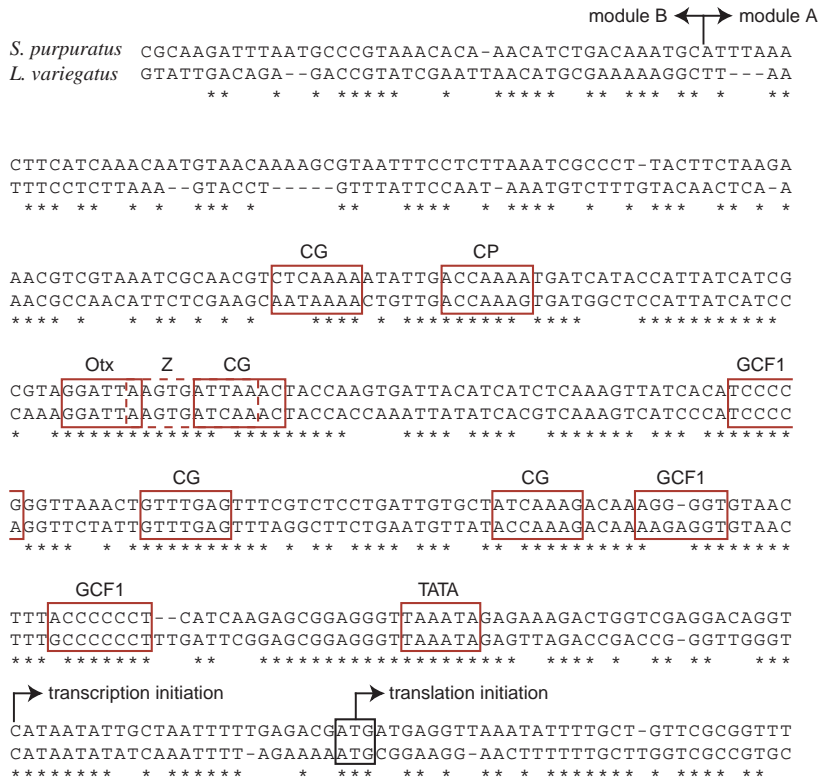 module B module A
S. purpuratus CGCAAGATTTAATGCCCGTAAACACA-AACATCTGACAAATGCATTTAAA
L. variegatus GTATTGACAGA--GACCGTATCGAATTAACATGCGAAAAAGGCTT---AA
** * * ***** * ***** ** *** *** * **
CTTCATCAAACAATGTAACAAAAGCGTAATTTCCTCTTAAATCGCCCT-TACTTCTAAGA
TTTCCTCTTAAA--GTACCT-----GTTTATTCCAAT-AAATGTCTTTGTACAACTCA-A
*** ** * * *** * ** **** * **** * * *** ** * *
CG CP
AACGTCGTAAATCGCAACGTCTCAAAAATATTGACCAAAATGATCATACCATTATCATCG
AACGCCAACATTCTCGAAGCAATAAAACTGTTGACCAAAGTGATGGCTCCATTATCATCC
**** * * ** * * * **** * ********* **** ***********
Otx Z CG GCF1
CGTAGGATTAAGTGATTAAACTACCAAGTGATTACATCATCTCAAAGTTATCACATCCCC
CAAAGGATTAAGTGATCAAACTACCACCAAATTATATCACGTCAAAGTCATCCCATCCCC
* ************ ********* **** **** ******* *** *******
CG CG GCF1
GGGTTAAACTGTTTGAGTTTCGTCTCCTGATTGTGCTATCAAAGACAAAGG-GGTGTAAC
AGGTTCTATTGTTTGAGTTTAGGCTTCTGAATGTTATACCAAAGACAAAGAGGTGTAAC
**** * *********** * ** **** *** ** ********** ********
GCF1 TATA
TTTACCCCCCT--CATCAAGAGCGGAGGGTTAAATAGAGAAAGACTGGTCGAGGACAGGT
TTTGCCCCCCTTTGATTCGGAGCGGAGGGTTAAATAGAGTTAGACCGACCG-GGTTGGGT
*** ******* ** ******************** **** * ** ** ***
transcription initiation translation initiation
CATAATATTGCTAATTTTTGAGACGATGATGAGGTTAAATATTTTGCT-GTTCGCGGTTT
CATAATATATCAAATTTT-AGAAAAATGCGGAAGG-AACTTTTTTGCTTGGTCGCCGTGC
******** * ****** * *** ** * ** * ******* * **** **